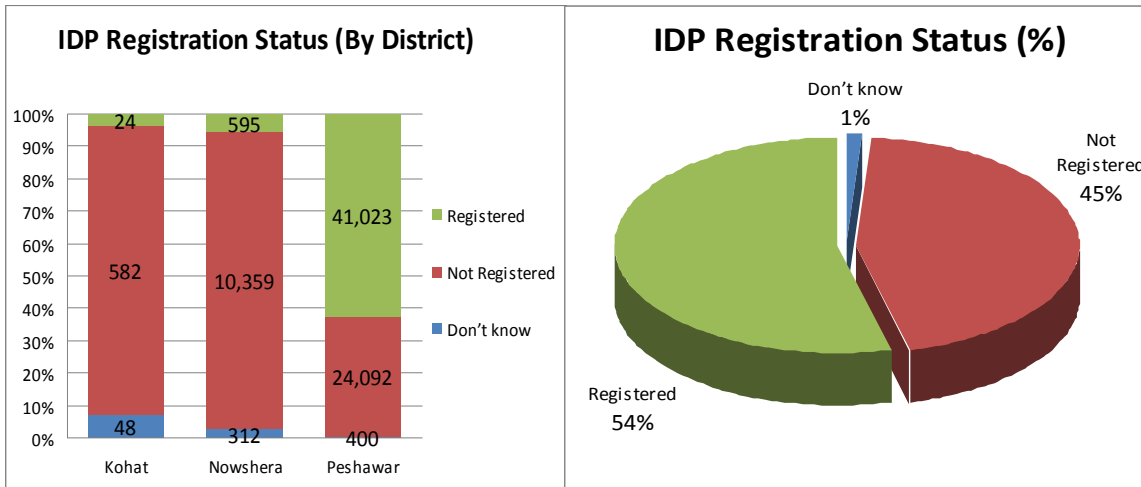 IDP Registration Status (By District)
100%
90%
80%
70%
60%
50%
40%
30%
20%
10%
0%
24
595
41,023
582
10,359
24,092
48
312
400
Kohat
Nowshera
Peshawar
Registered
Not Registered
Don't know
IDP Registration Status (%)
Don't know
1%
Not
Registered
45%
Registered
54%